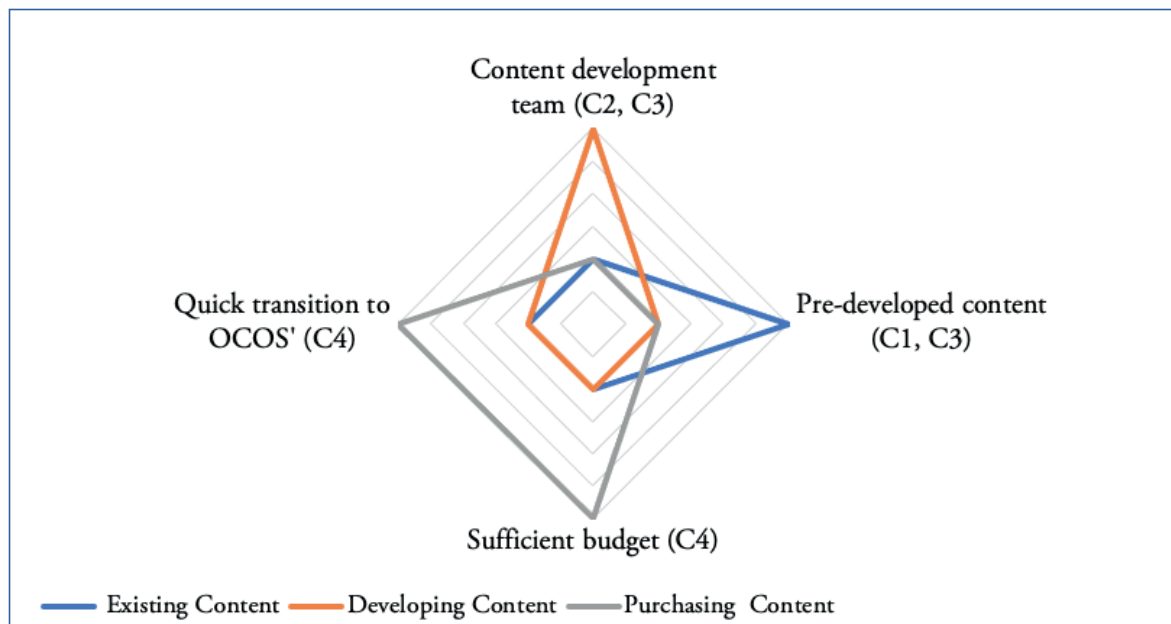 Content development
team (C2, C3)
Quick transition to
OCOS' (C4)
Pre-developed content
(C1, C3)
Sufficient budget (C4)
Existing Content
Developing Content
Purchasing Content